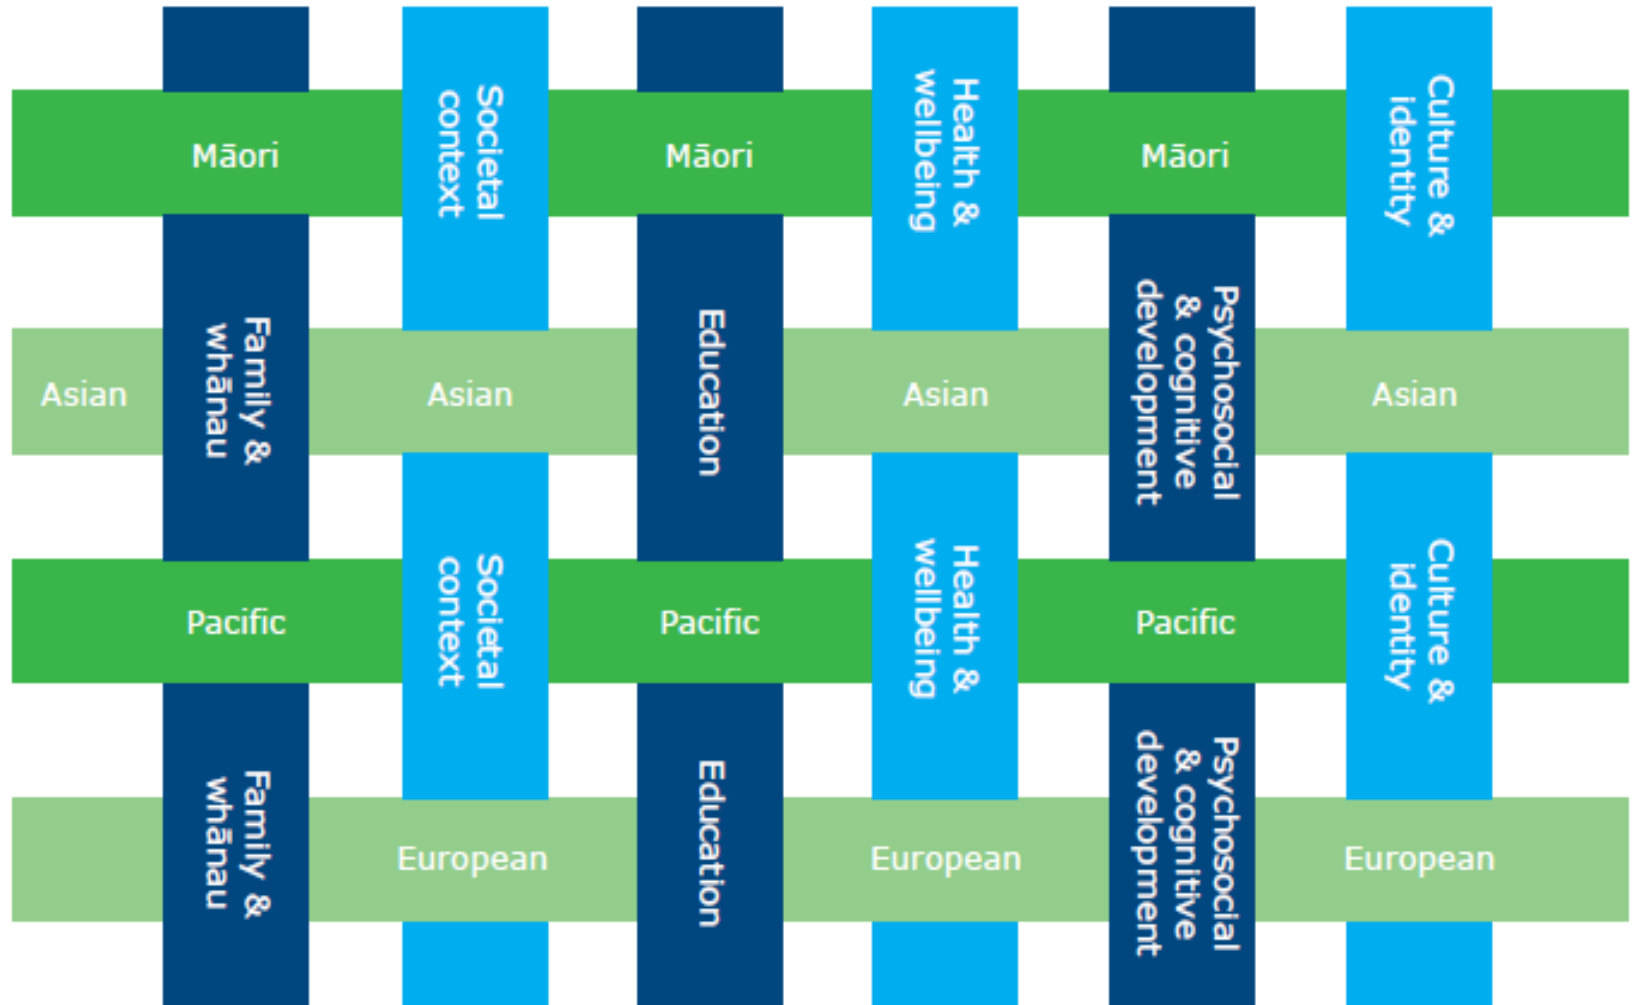 Māori
Societal
context
Māori
Health &
wellbeing
Māori
Culture &
identity
Asian
Family &
whānau
Asian
Education
Asian
Psychosocial
& cognitive
development
Asian
Pacific
Societal
context
Pacific
Health &
wellbeing
Pacific
Culture &
identity
Family &
whānau
European
Education
European
Psychosocial
& cognitive
development
European